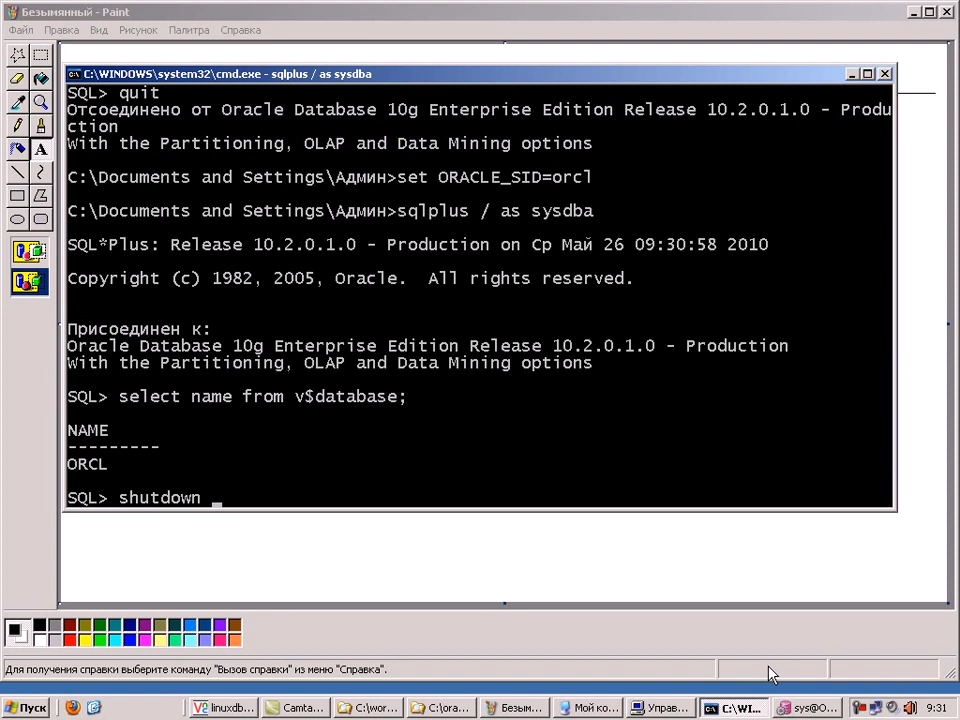 Безымянный - Paint
Файл Правка Вид Рисунок Палитра Справка
C:\WINDOWS\system32\cmd.exe - sqlplus / as sysdba
SQL> quit
Отсоединено от Oracle Database 10g Enterprise Edition Release 10.2.0.1.0 - Produ
ction
With the Partitioning, OLAP and Data Mining options
C:\Documents and Settings\Админ>set ORACLE_SID=orcl
C:\Documents and Settings\Админ>sqlplus / as sysdba
SQL*Plus: Release 10.2.0.1.0 - Production on Ср Май 26 09:30:58 2010
Copyright (c) 1982, 2005, Oracle.  All rights reserved.
Присоединен к:
Oracle Database 10g Enterprise Edition Release 10.2.0.1.0 - Production
With the Partitioning, OLAP and Data Mining options
SQL> select name from v$database;
NAME
---------
ORCL
SQL> shutdown _
Для получения справки выберите команду "Вызов справки" из меню "Справка".
Пуск linuxdb... Camta... C:\wor... C:\ora... Безым... Мой ко... Управ... C:\WI... sys@O... 9:31